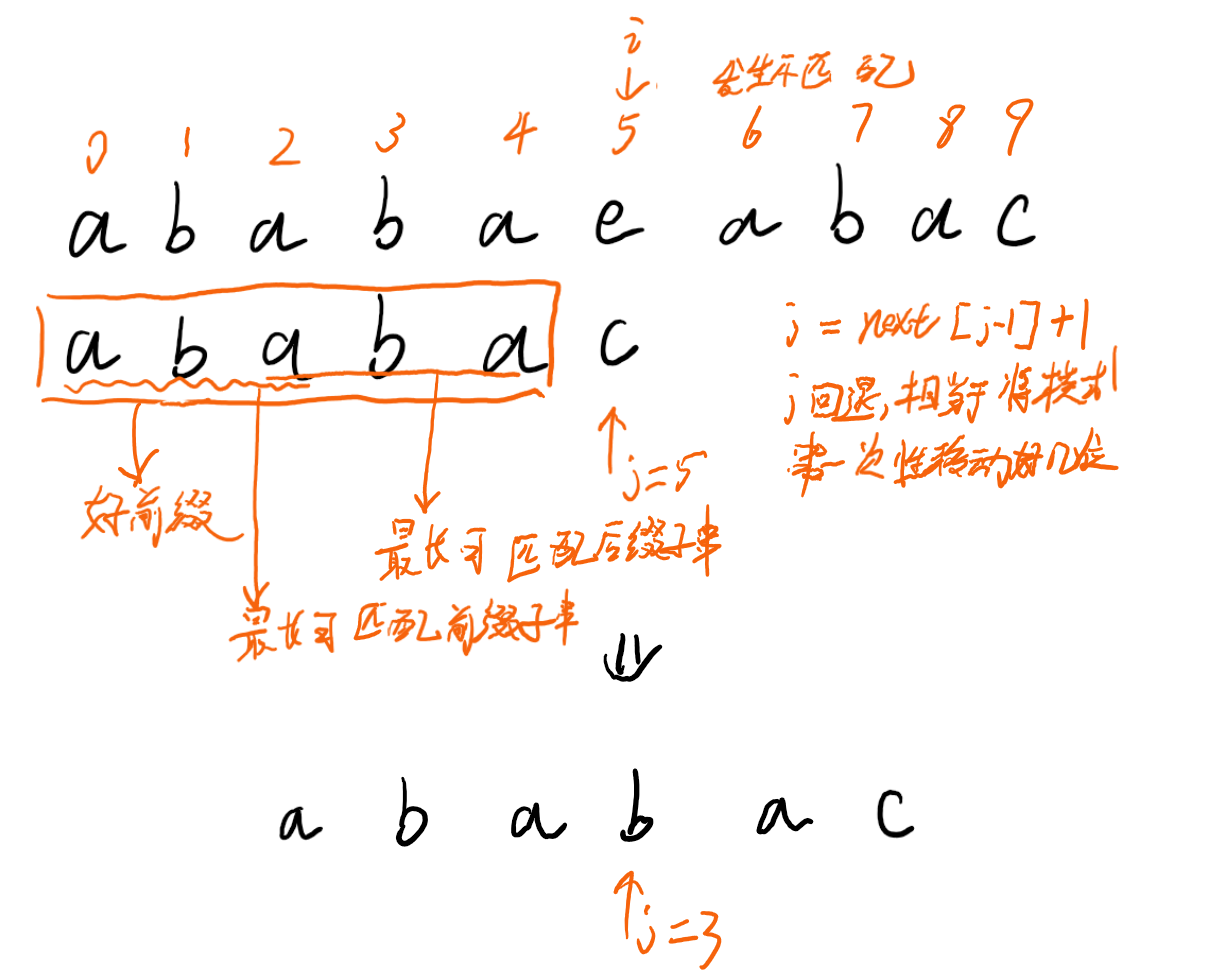 i
↓ 发生不匹配
0 1 2 3 4 5 6 7 8 9
a b a b a e a b a c
a b a b a c
j = next [j-1] + 1
j 回退,相当于将模式
串一次性移动好几位
j=5
好前缀
最长可匹配后缀子串
最长可匹配前缀子串
a b a b a c
j=3